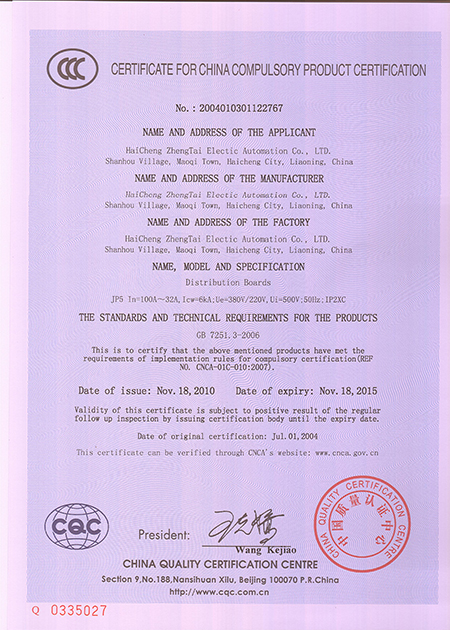 CCC
CERTIFICATE FOR CHINA COMPULSORY PRODUCT CERTIFICATION
No.: 2004010301122767
NAME AND ADDRESS OF THE APPLICANT
HaiCheng ZhengTai Electic Automation Co., LTD.
Shanhou Village, Maoqi Town, Haicheng City, Liaoning, China
NAME AND ADDRESS OF THE MANUFACTURER
HaiCheng ZhengTai Electic Automation Co., LTD.
Shanhou Village, Maoqi Town, Haicheng City, Liaoning, China
NAME AND ADDRESS OF THE FACTORY
HaiCheng ZhengTai Electic Automation Co., LTD.
Shanhou Village, Maoqi Town, Haicheng City, Liaoning, China
NAME, MODEL AND SPECIFICATION
Distribution Boards
JP5 In=100A~32A,Icw=6kA;Ue=380V/220V,Ui=500V;50Hz;IP2XC
THE STANDARDS AND TECHNICAL REQUIREMENTS FOR THE PRODUCTS
GB 7251.3-2006
This is to certify that the above mentioned products have met the
requirements of implementation rules for compulsory certification(REF
NO. CNCA-01C-010:2007).
Date of issue: Nov.18,2010 Date of expiry: Nov.18,2015
Validity of this certificate is subject to positive result of the regular
follow up inspection by issuing certification body until the expiry date.
Date of original certification: Jul.01,2004
This certificate can be verified through CNCA's website: www.cnca.gov.cn
CQC
President:
Wang Kejiao
CHINA QUALITY CERTIFICATION CENTRE
中国质量认证中心
CHINA QUALITY CERTIFICATION CENTRE
Section 9,No.188,Nansihuan Xilu, Beijing 100070 P.R.China
http://www.cqc.com.cn
Q 0335027